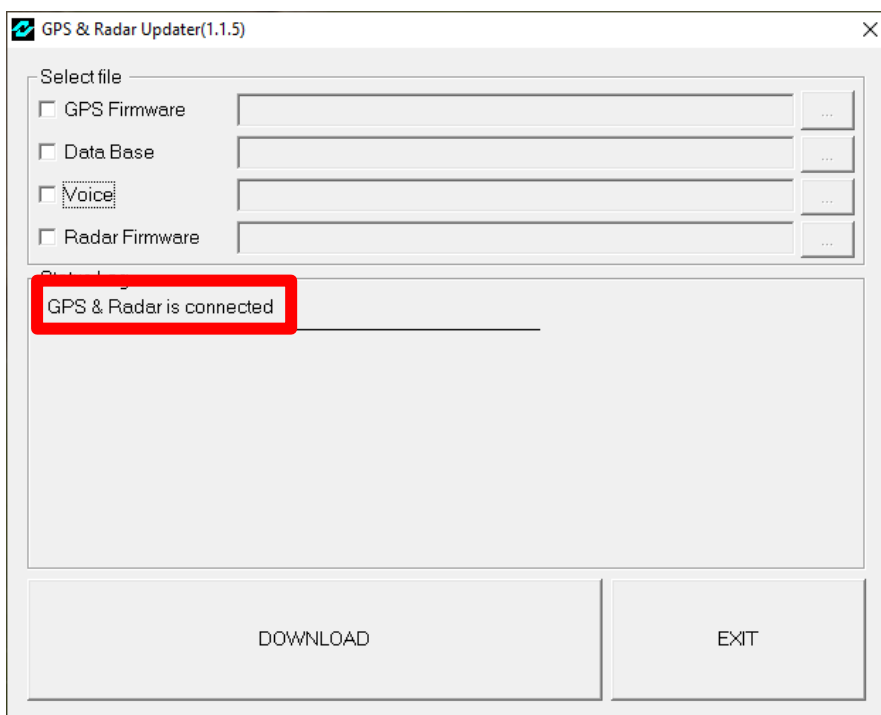 GPS & Radar Updater(1.1.5)
Select file
GPS Firmware
...
Data Base
...
Voice
...
Radar Firmware
...
GPS & Radar is connected
DOWNLOAD
EXIT